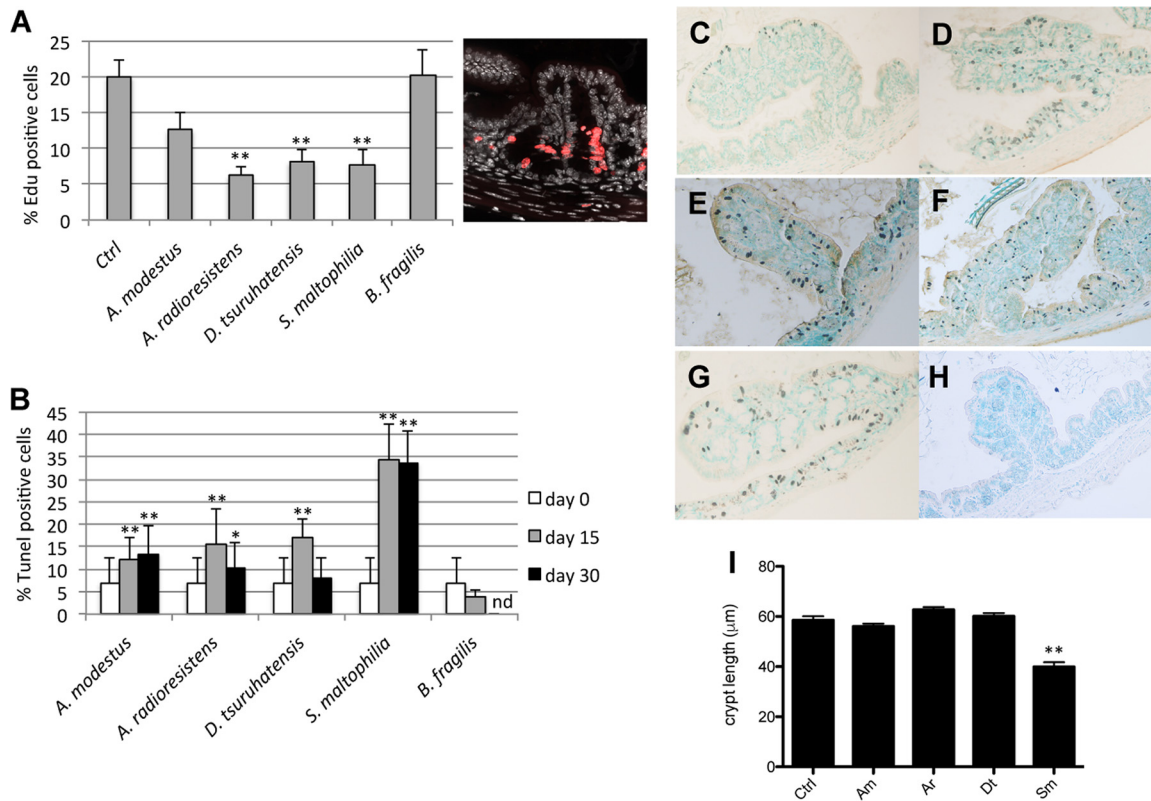 A
25
20
15
10
5
0
% Edu positive cells
**
**
**
Ctrl
A. modestus
A. radioresistens
D. tsuruhatensis
S. maltophilia
B. fragilis
B
45
40
35
30
25
20
15
10
5
0
% Tunel positive cells
**
**
**
*
**
**
**
nd
day 0
day 15
day 30
A. modestus
A. radioresistens
D. tsuruhatensis
S. maltophilia
B. fragilis
C
D
E
F
G
H
I
80
60
40
20
0
crypt length (μm)
**
Ctrl
Am
Ar
Dt
Sm